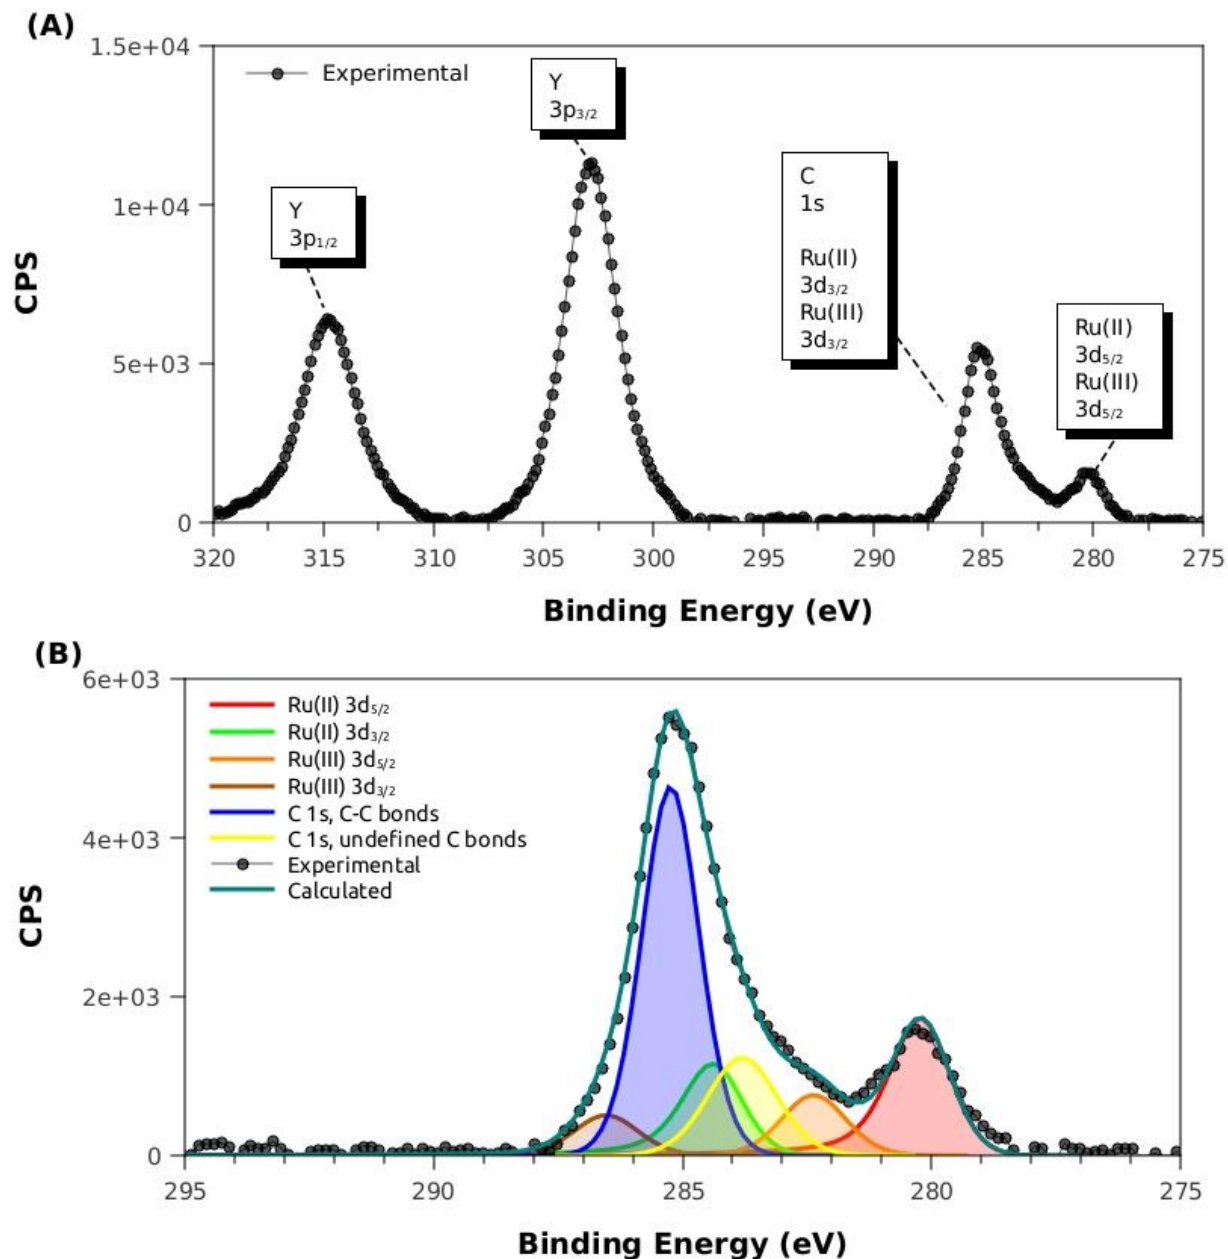 (A)
1.5e+04
1e+04
5e+03
0
CPS
Experimental
Y
3p1/2
Y
3p3/2
C
1s
Ru(II)
3d3/2
Ru(III)
3d3/2
Ru(II)
3d5/2
Ru(III)
3d5/2
320 315 310 305 300 295 290 285 280 275
Binding Energy (eV)
(B)
6e+03
4e+03
2e+03
0
CPS
Ru(II) 3d5/2
Ru(II) 3d3/2
Ru(III) 3d5/2
Ru(III) 3d3/2
C 1s, C-C bonds
C 1s, undefined C bonds
Experimental
Calculated
295 290 285 280 275
Binding Energy (eV)